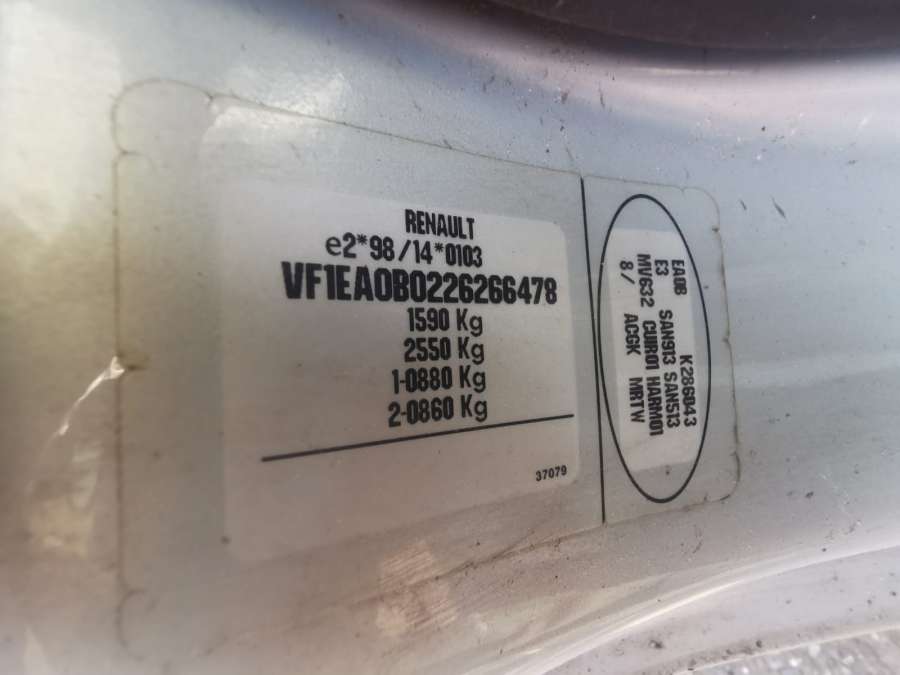 RENAULT
e2*98/14*0103
VF1EA0B0226266478
1590 Kg
2550 Kg
1-0880 Kg
2-0860 Kg
37079
K286043
EA0B
E3 SAN913 SAN513
MV632 CUIR01 HARM01
8/ ACGK MRTW